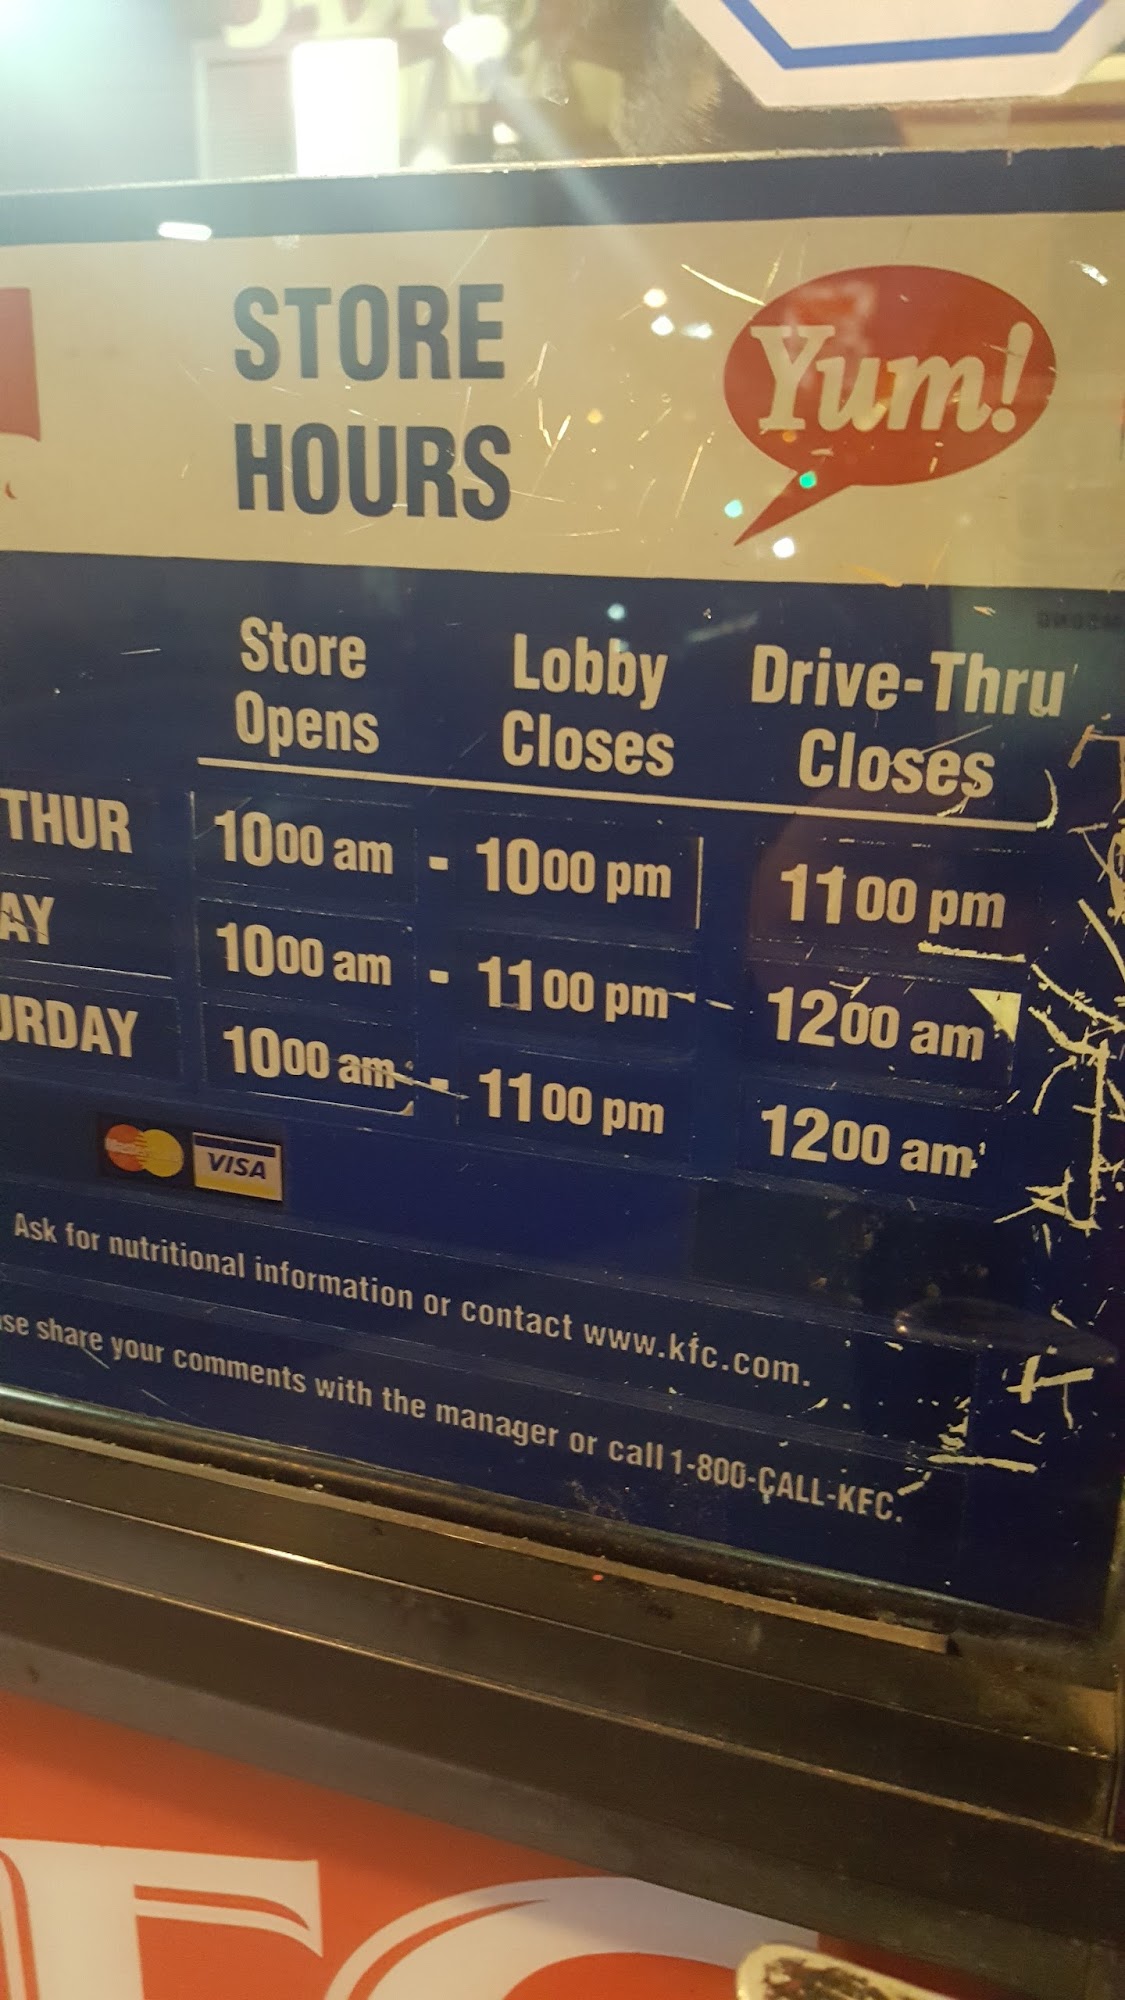 STORE
HOURS
Yum!
Store Opens
Lobby Closes
Drive-Thru Closes
THUR 1000 am - 1000 pm 1100 pm
AY 1000 am - 1100 pm - 1200 am
URDAY 1000 am - 1100 pm 1200 am
MasterCard VISA
Ask for nutritional information or contact www.kfc.com.
se share your comments with the manager or call 1-800-CALL-KFC.